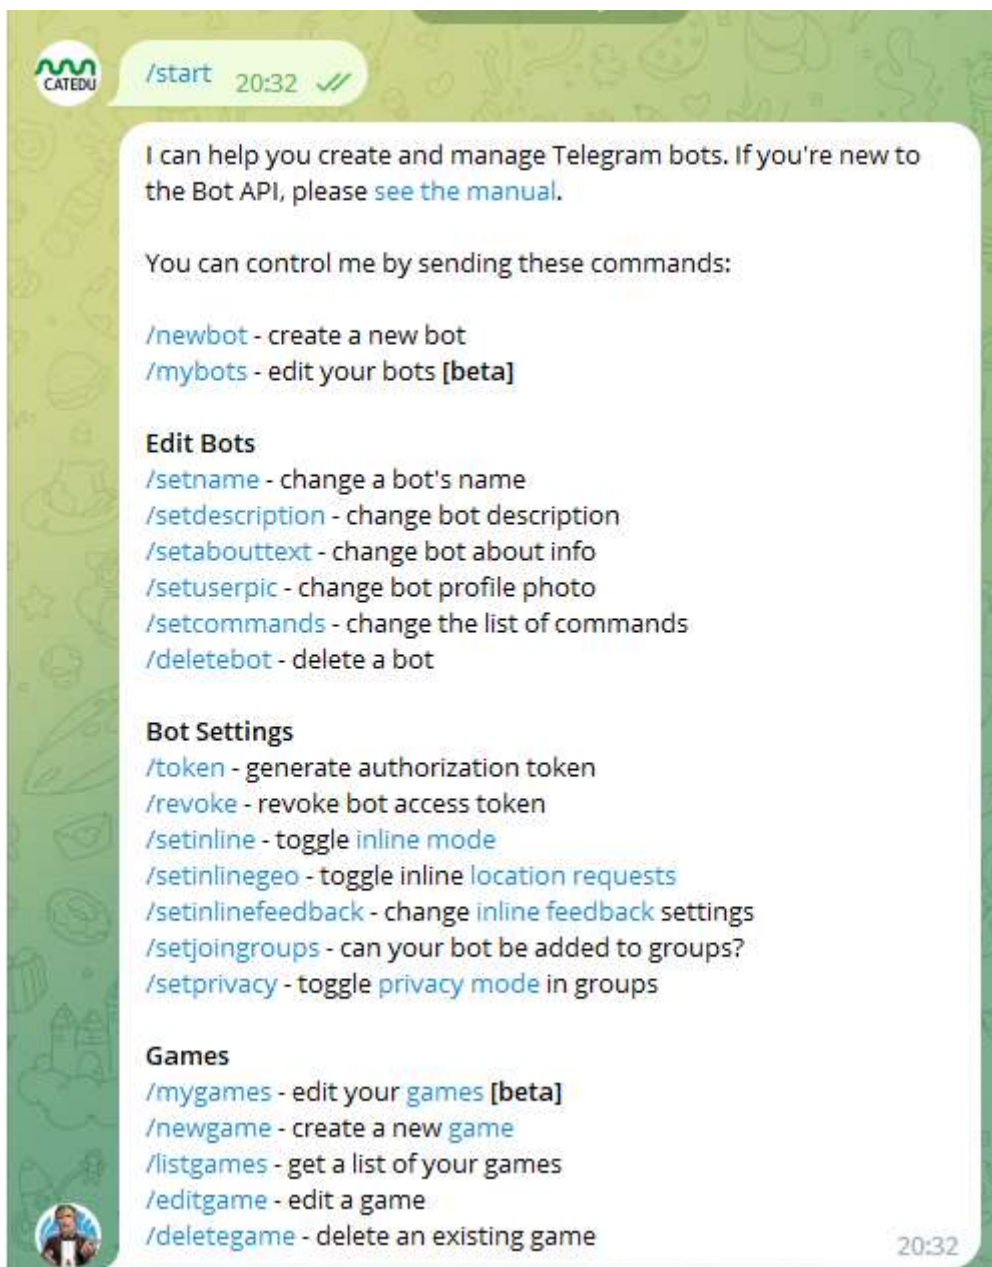 CATEDU
/start 20:32
I can help you create and manage Telegram bots. If you're new to
the Bot API, please see the manual.
You can control me by sending these commands:
/newbot - create a new bot
/mybots - edit your bots [beta]
Edit Bots
/setname - change a bot's name
/setdescription - change bot description
/setabouttext - change bot about info
/setuserpic - change bot profile photo
/setcommands - change the list of commands
/deletebot - delete a bot
Bot Settings
/token - generate authorization token
/revoke - revoke bot access token
/setinline - toggle inline mode
/setinlinegeo - toggle inline location requests
/setinlinefeedback - change inline feedback settings
/setjoingroups - can your bot be added to groups?
/setprivacy - toggle privacy mode in groups
Games
/mygames - edit your games [beta]
/newgame - create a new game
/listgames - get a list of your games
/editgame - edit a game
/deletegame - delete an existing game
20:32